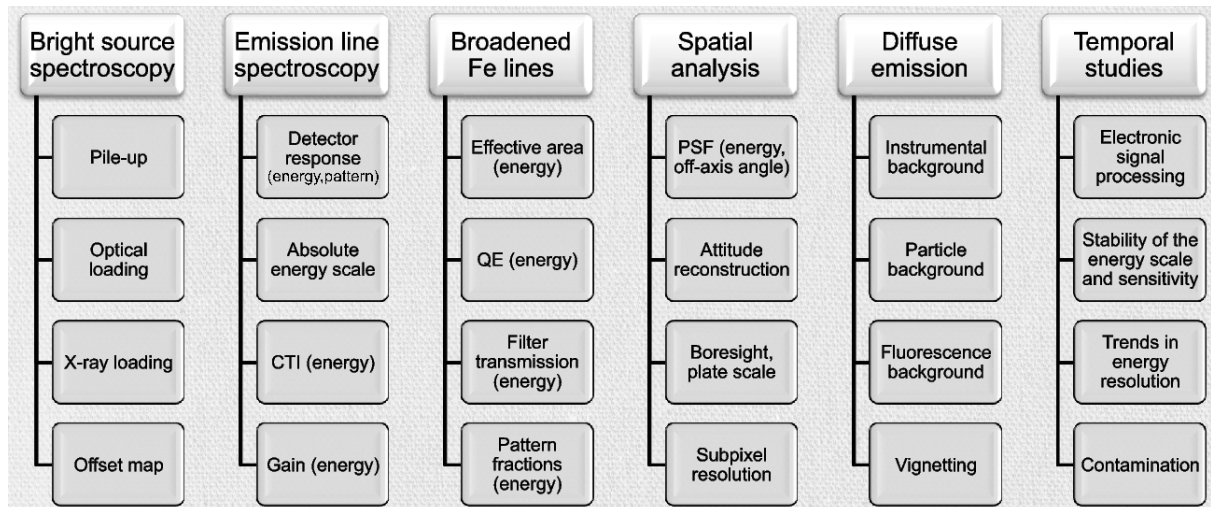 Bright source
spectroscopy
Pile-up
Optical
loading
X-ray loading
Offset map
Emission line
spectroscopy
Detector
response
(energy,pattern)
Absolute
energy scale
CTI (energy)
Gain (energy)
Broadened
Fe lines
Effective area
(energy)
QE (energy)
Filter
transmission
(energy)
Pattern
fractions
(energy)
Spatial
analysis
PSF (energy,
off-axis angle)
Attitude
reconstruction
Boresight,
plate scale
Subpixel
resolution
Diffuse
emission
Instrumental
background
Particle
background
Fluorescence
background
Vignetting
Temporal
studies
Electronic
signal
processing
Stability of the
energy scale
and sensitivity
Trends in
energy
resolution
Contamination